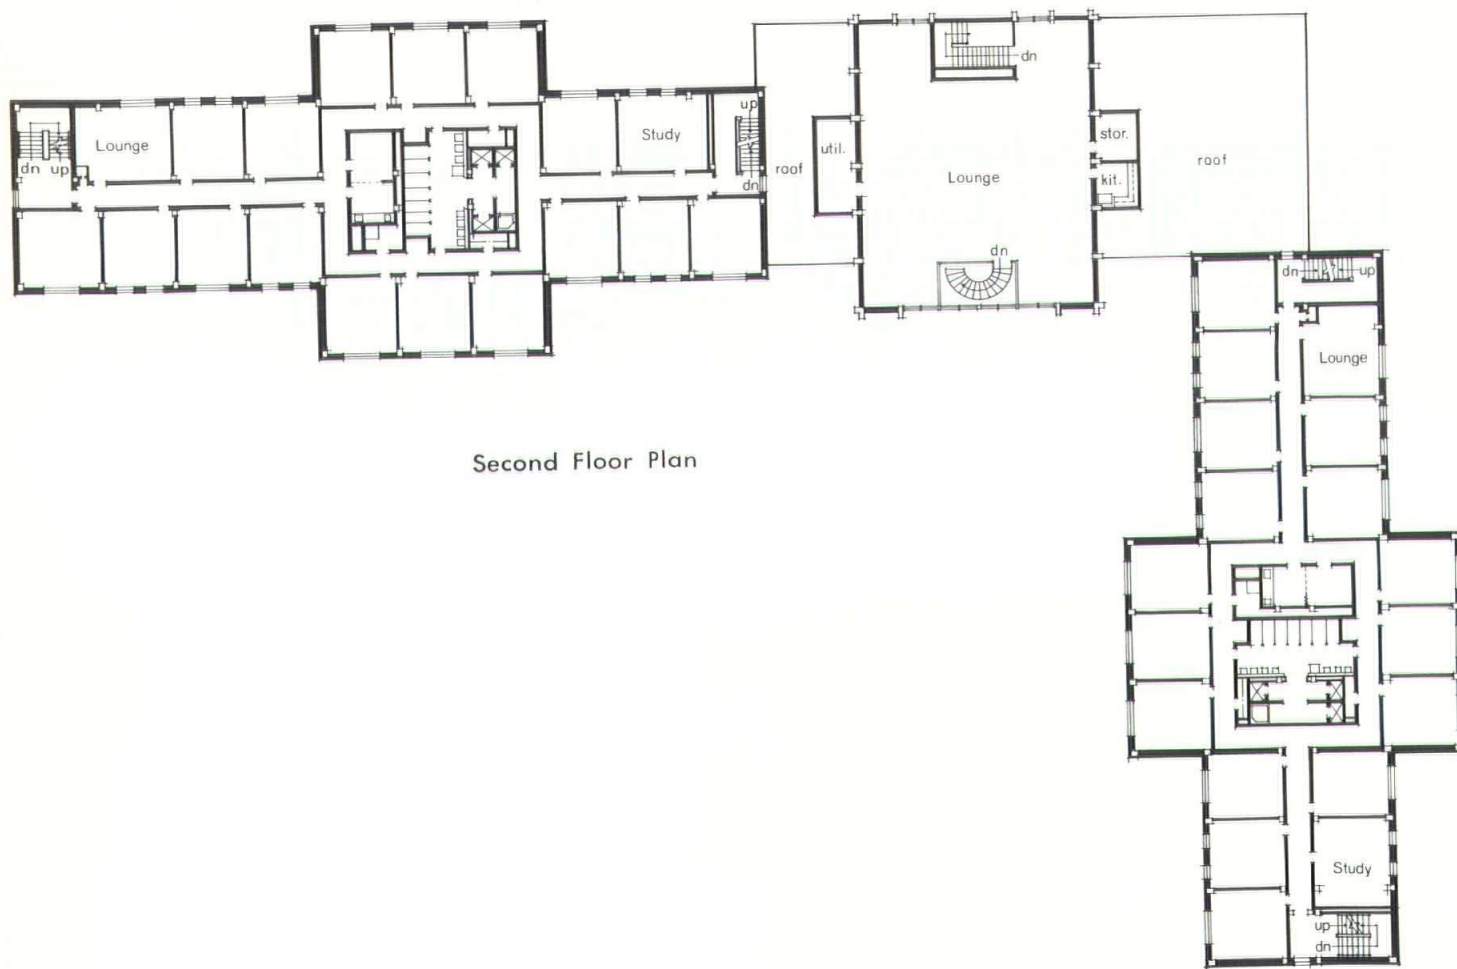 Lounge
dn up
Study
up
dn
roof
util.
Lounge
dn
dn
stor.
kit.
roof
Second Floor Plan
dn
up
Lounge
Study
up
dn